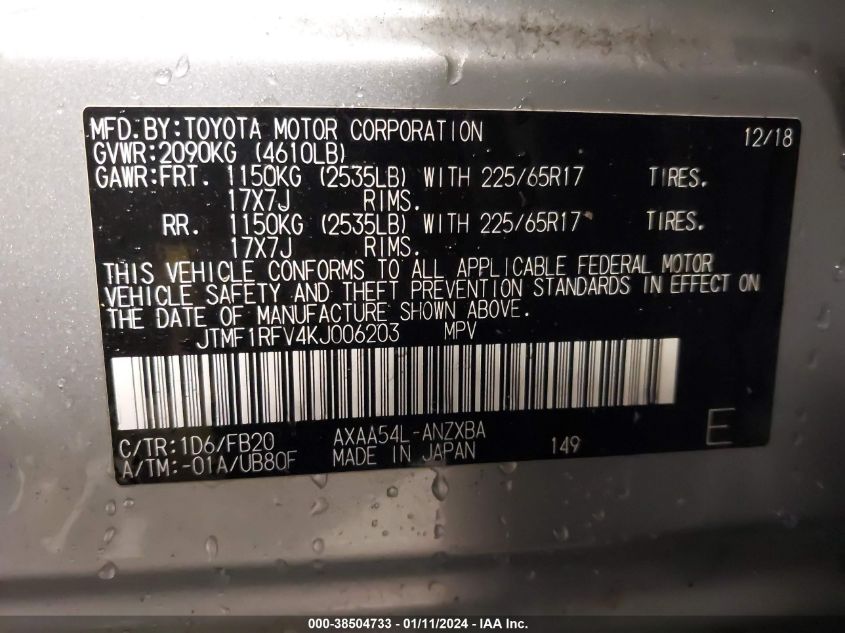 MFD.BY:TOYOTA MOTOR CORPORATION 12/18
GVWR:2090KG (4610LB)
GAWR:FRT. 1150KG (2535LB) WITH 225/65R17 TIRES.
17X7J RIMS.
RR. 1150KG (2535LB) WITH 225/65R17 TIRES.
17X7J RIMS.
THIS VEHICLE CONFORMS TO ALL APPLICABLE FEDERAL MOTOR
VEHICLE SAFETY AND THEFT PREVENTION STANDARDS IN EFFECT ON
THE DATE OF MANUFACTURE SHOWN ABOVE.
JTMF1RFV4KJ006203 MPV
C/TR:1D6/FB20 AXAA54L-ANZXBA 149 E
A/TM:-01A/UB80F MADE IN JAPAN
000-38504733 - 01/11/2024 - IAA Inc.